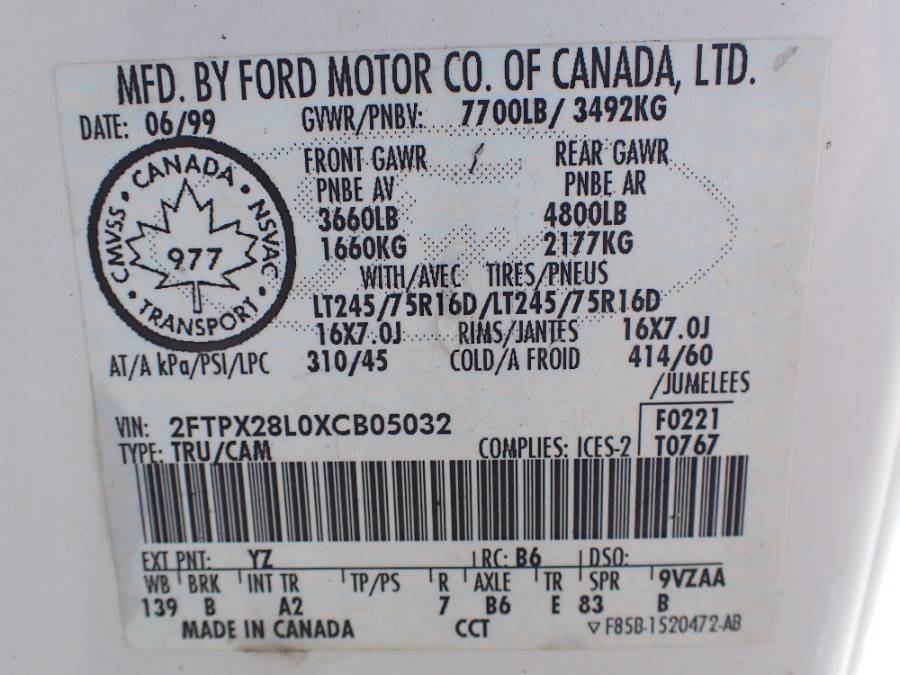 MFD. BY FORD MOTOR CO. OF CANADA, LTD.
DATE: 06/99 GVWR/PNBV: 7700LB/ 3492KG
FRONT GAWR REAR GAWR
PNBE AV PNBE AR
3660LB 4800LB
1660KG 2177KG
CANADA
CMVSS NSVAC
977
TRANSPORT
WITH/AVEC TIRES/PNEUS
LT245/75R16D/LT245/75R16D
16X7.0J RIMS/JANTES 16X7.0J
AT/A kPa/PSI/LPC 310/45 COLD/A FROID 414/60
/JUMELEES
VIN: 2FTPX28L0XCB05032 F0221
TYPE: TRU/CAM COMPLIES: ICES-2 T0767
EXT PNT: YZ RC: B6 DSO:
WB BRK INT TR TP/PS R AXLE TR SPR 9VZAA
139 B A2 7 B6 E 83 B
MADE IN CANADA CCT ▽ F85B-1520472-AB